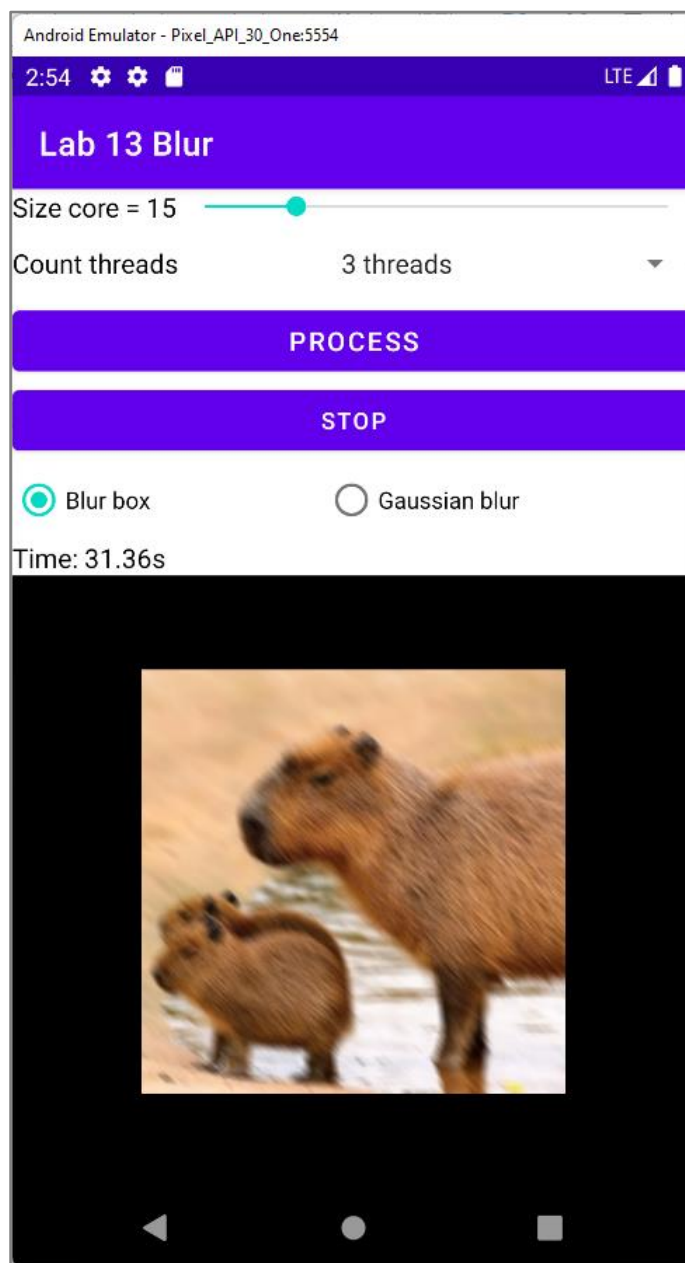 Android Emulator - Pixel_API_30_One:5554
2:54 LTE
Lab 13 Blur
Size core = 15
Count threads 3 threads
PROCESS
STOP
Blur box Gaussian blur
Time: 31.36s